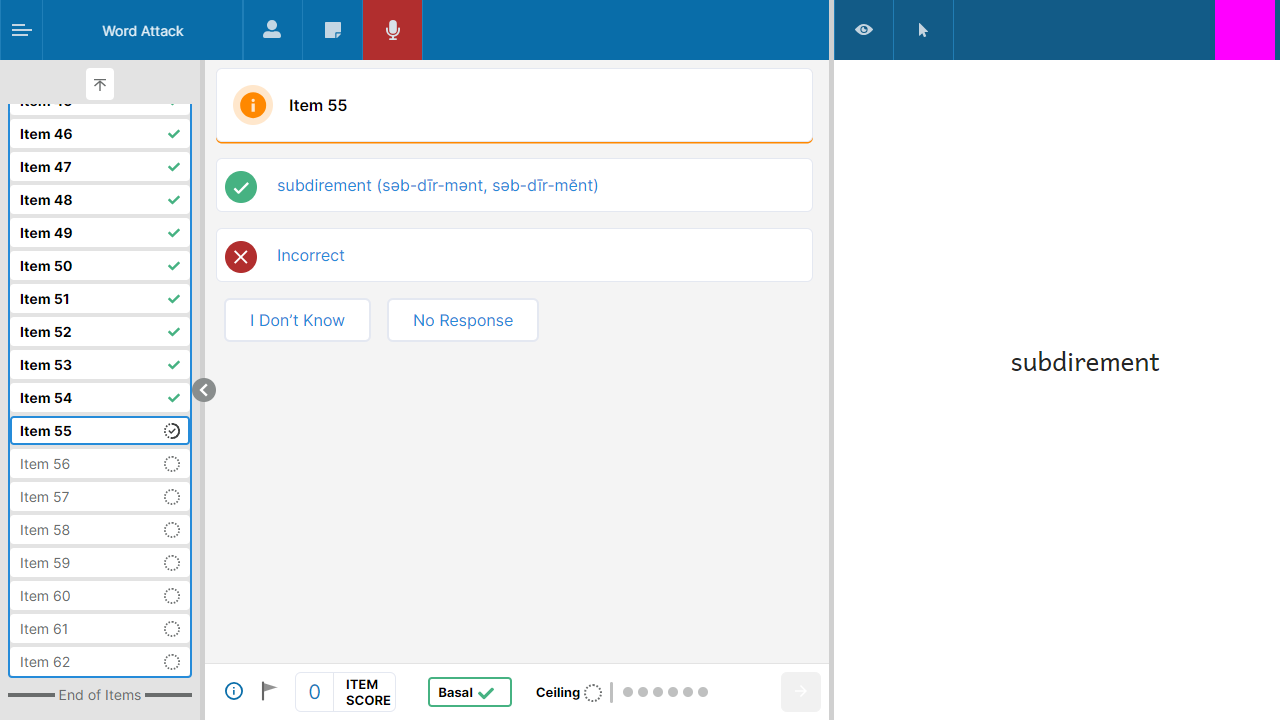 Word Attack
Item 46
Item 47
Item 48
Item 49
Item 50
Item 51
Item 52
Item 53
Item 54
Item 55
Item 56
Item 57
Item 58
Item 59
Item 60
Item 61
Item 62
End of Items
Item 55
subdirement (səb-dīr-mənt, səb-dīr-mĕnt)
Incorrect
I Don’t Know
No Response
0
ITEM
SCORE
Basal
Ceiling
subdirement